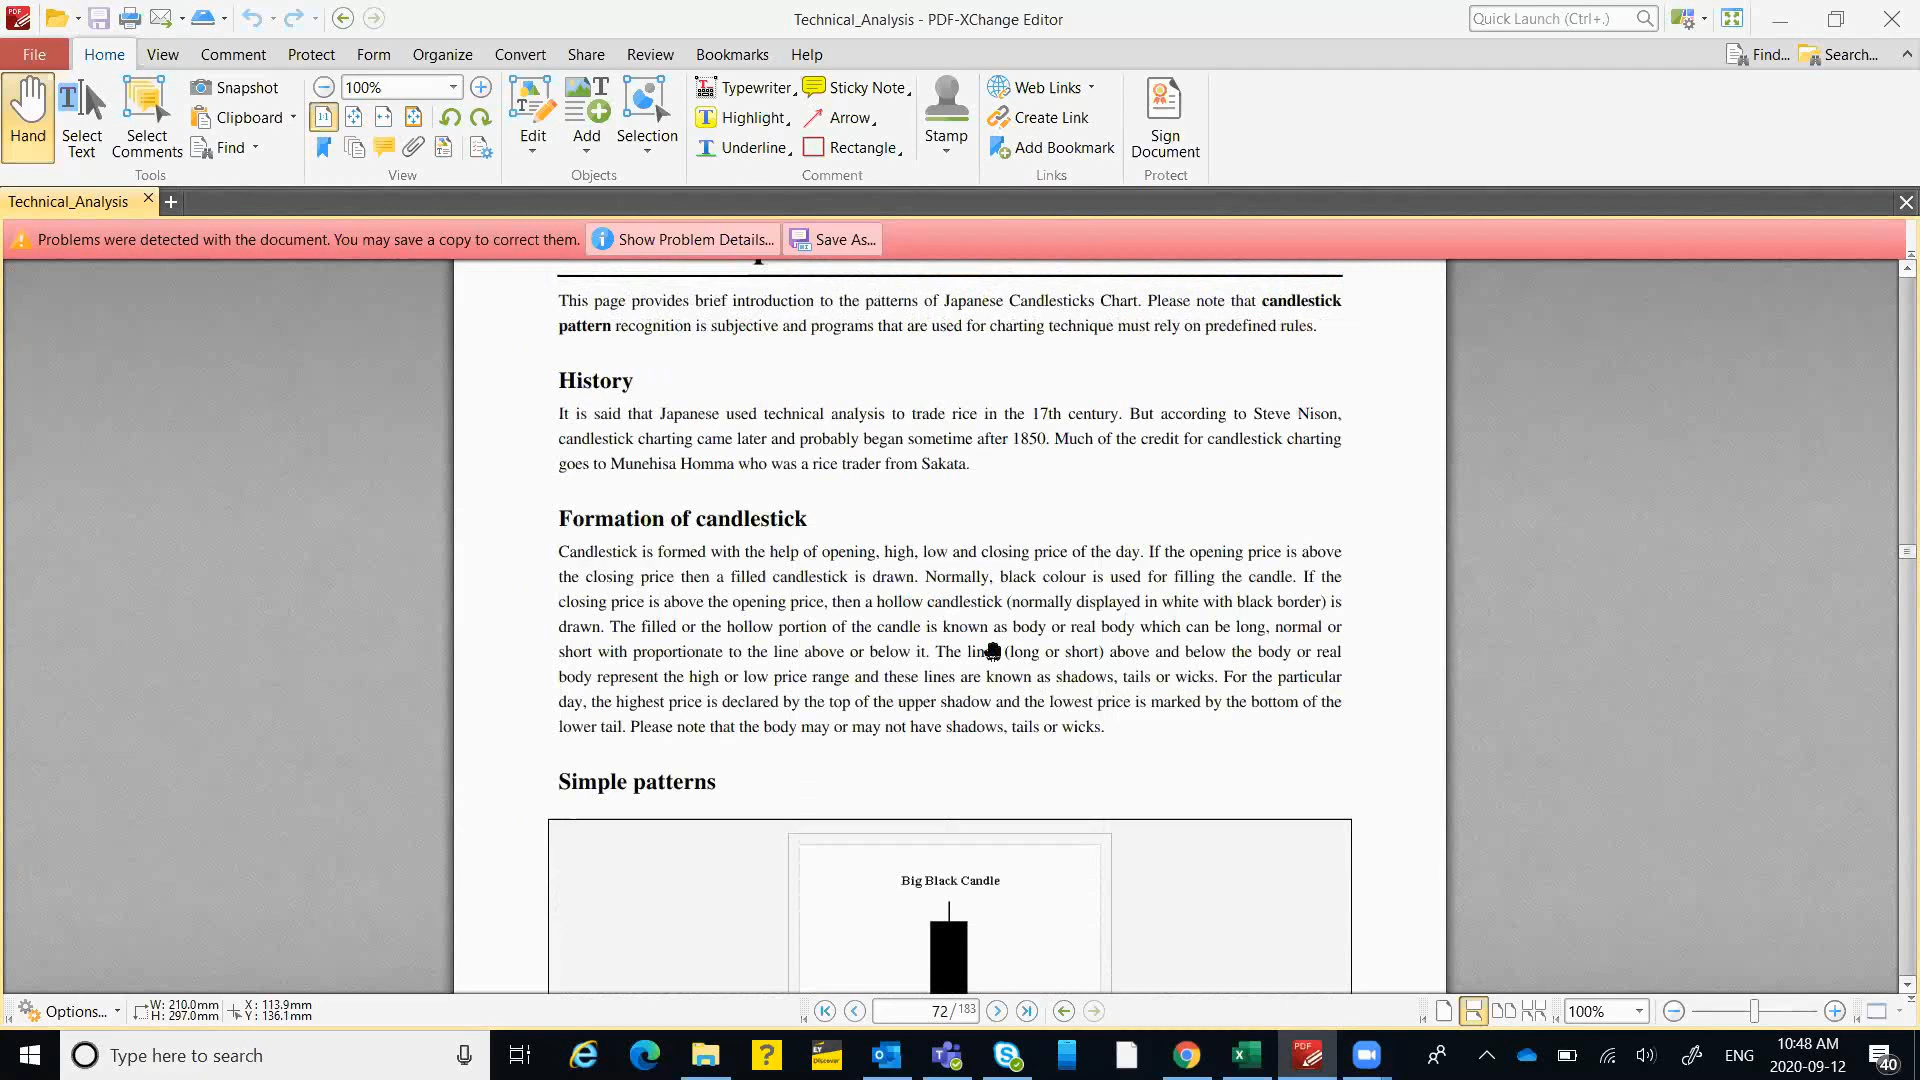 Technical_Analysis - PDF-XChange Editor
Quick Launch (Ctrl+.)
File Home View Comment Protect Form Organize Convert Share Review Bookmarks Help Find... Search...
Hand
Select Text
Select Comments
Snapshot
Clipboard
Find
Tools
100%
View
Edit
Add
Selection
Objects
Typewriter
Sticky Note
Highlight
Arrow
Underline
Rectangle
Stamp
Comment
Web Links
Create Link
Add Bookmark
Links
Sign Document
Protect
Technical_Analysis
Problems were detected with the document. You may save a copy to correct them. Show Problem Details... Save As...
This page provides brief introduction to the patterns of Japanese Candlesticks Chart. Please note that candlestick
pattern recognition is subjective and programs that are used for charting technique must rely on predefined rules.
History
It is said that Japanese used technical analysis to trade rice in the 17th century. But according to Steve Nison,
candlestick charting came later and probably began sometime after 1850. Much of the credit for candlestick charting
goes to Munehisa Homma who was a rice trader from Sakata.
Formation of candlestick
Candlestick is formed with the help of opening, high, low and closing price of the day. If the opening price is above
the closing price then a filled candlestick is drawn. Normally, black colour is used for filling the candle. If the
closing price is above the opening price, then a hollow candlestick (normally displayed in white with black border) is
drawn. The filled or the hollow portion of the candle is known as body or real body which can be long, normal or
short with proportionate to the line above or below it. The (long or short) above and below the body or real
body represent the high or low price range and these lines are known as shadows, tails or wicks. For the particular
day, the highest price is declared by the top of the upper shadow and the lowest price is marked by the bottom of the
lower tail. Please note that the body may or may not have shadows, tails or wicks.
Simple patterns
Big Black Candle
Options...
W: 210.0mm
H: 297.0mm
X: 113.9mm
Y: 136.1mm
72 / 183
100%
Type here to search
ENG
10:48 AM
2020-09-12
40